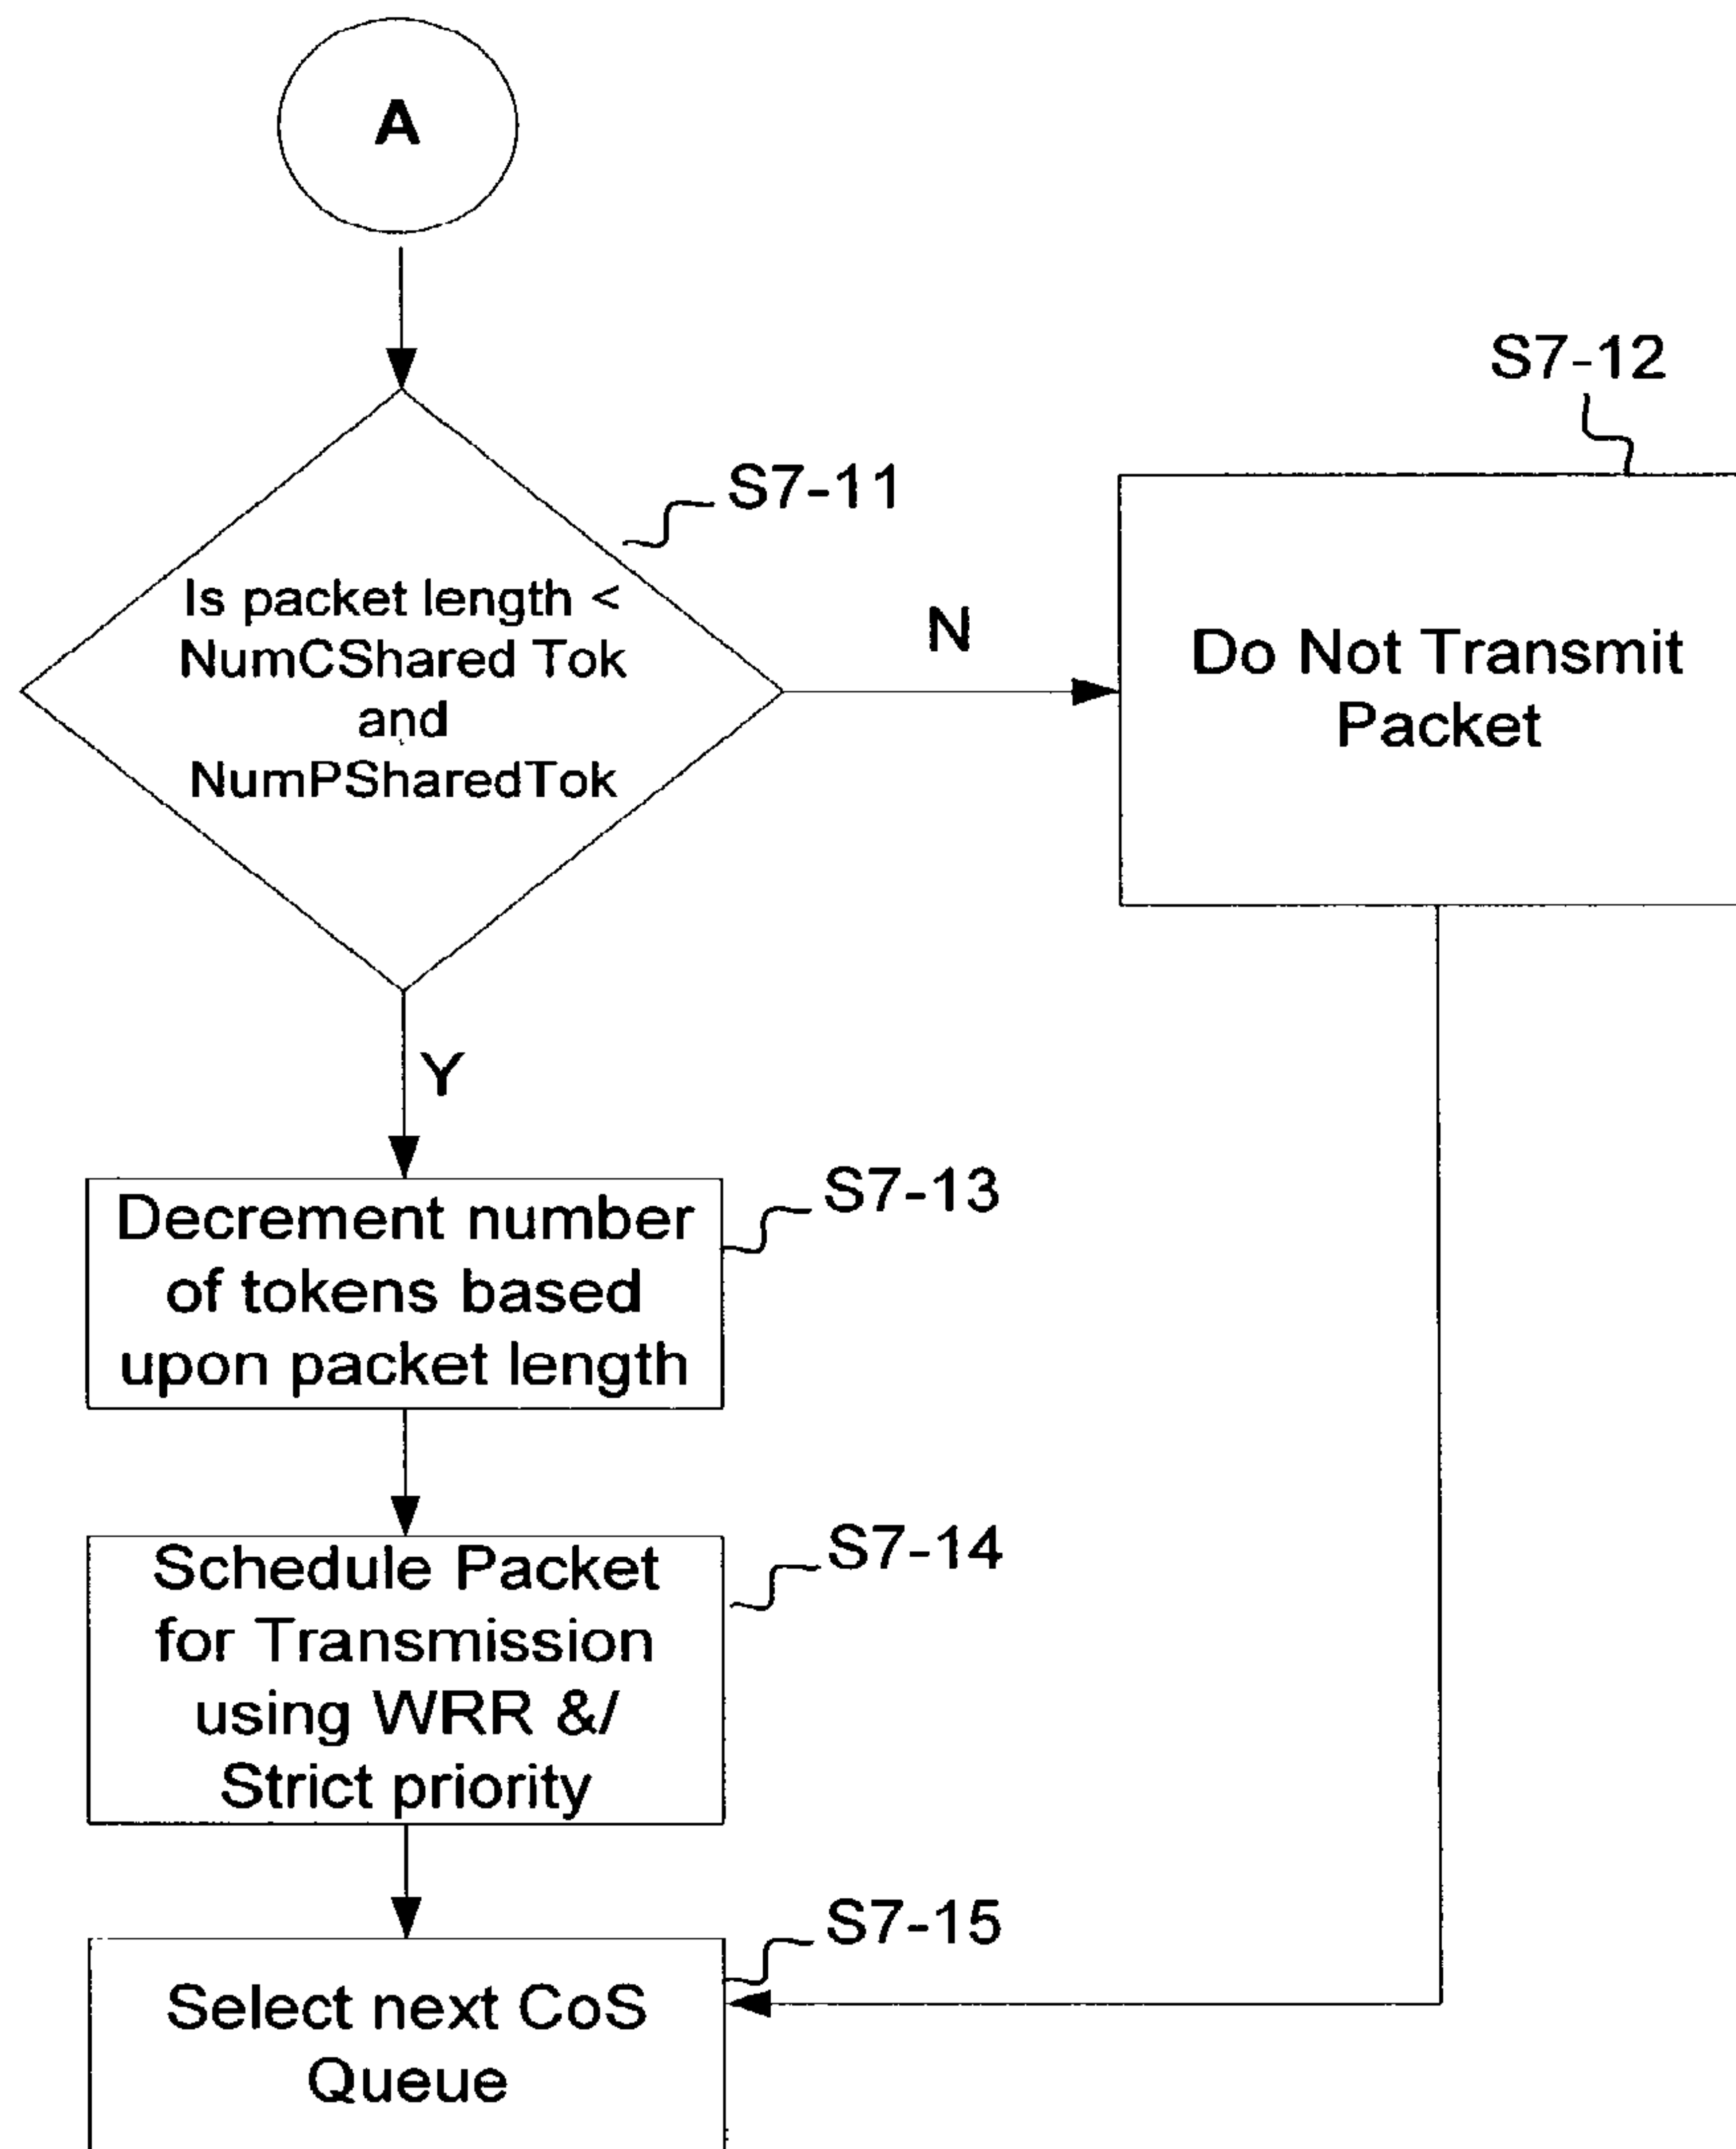 A
S7-12
S7-11
Is packet length <
NumCShared Tok
and
NumPSharedTok
N
Do Not Transmit
Packet
Y
S7-13
Decrement number
of tokens based
upon packet length
S7-14
Schedule Packet
for Transmission
using WRR &/
Strict priority
S7-15
Select next CoS
Queue